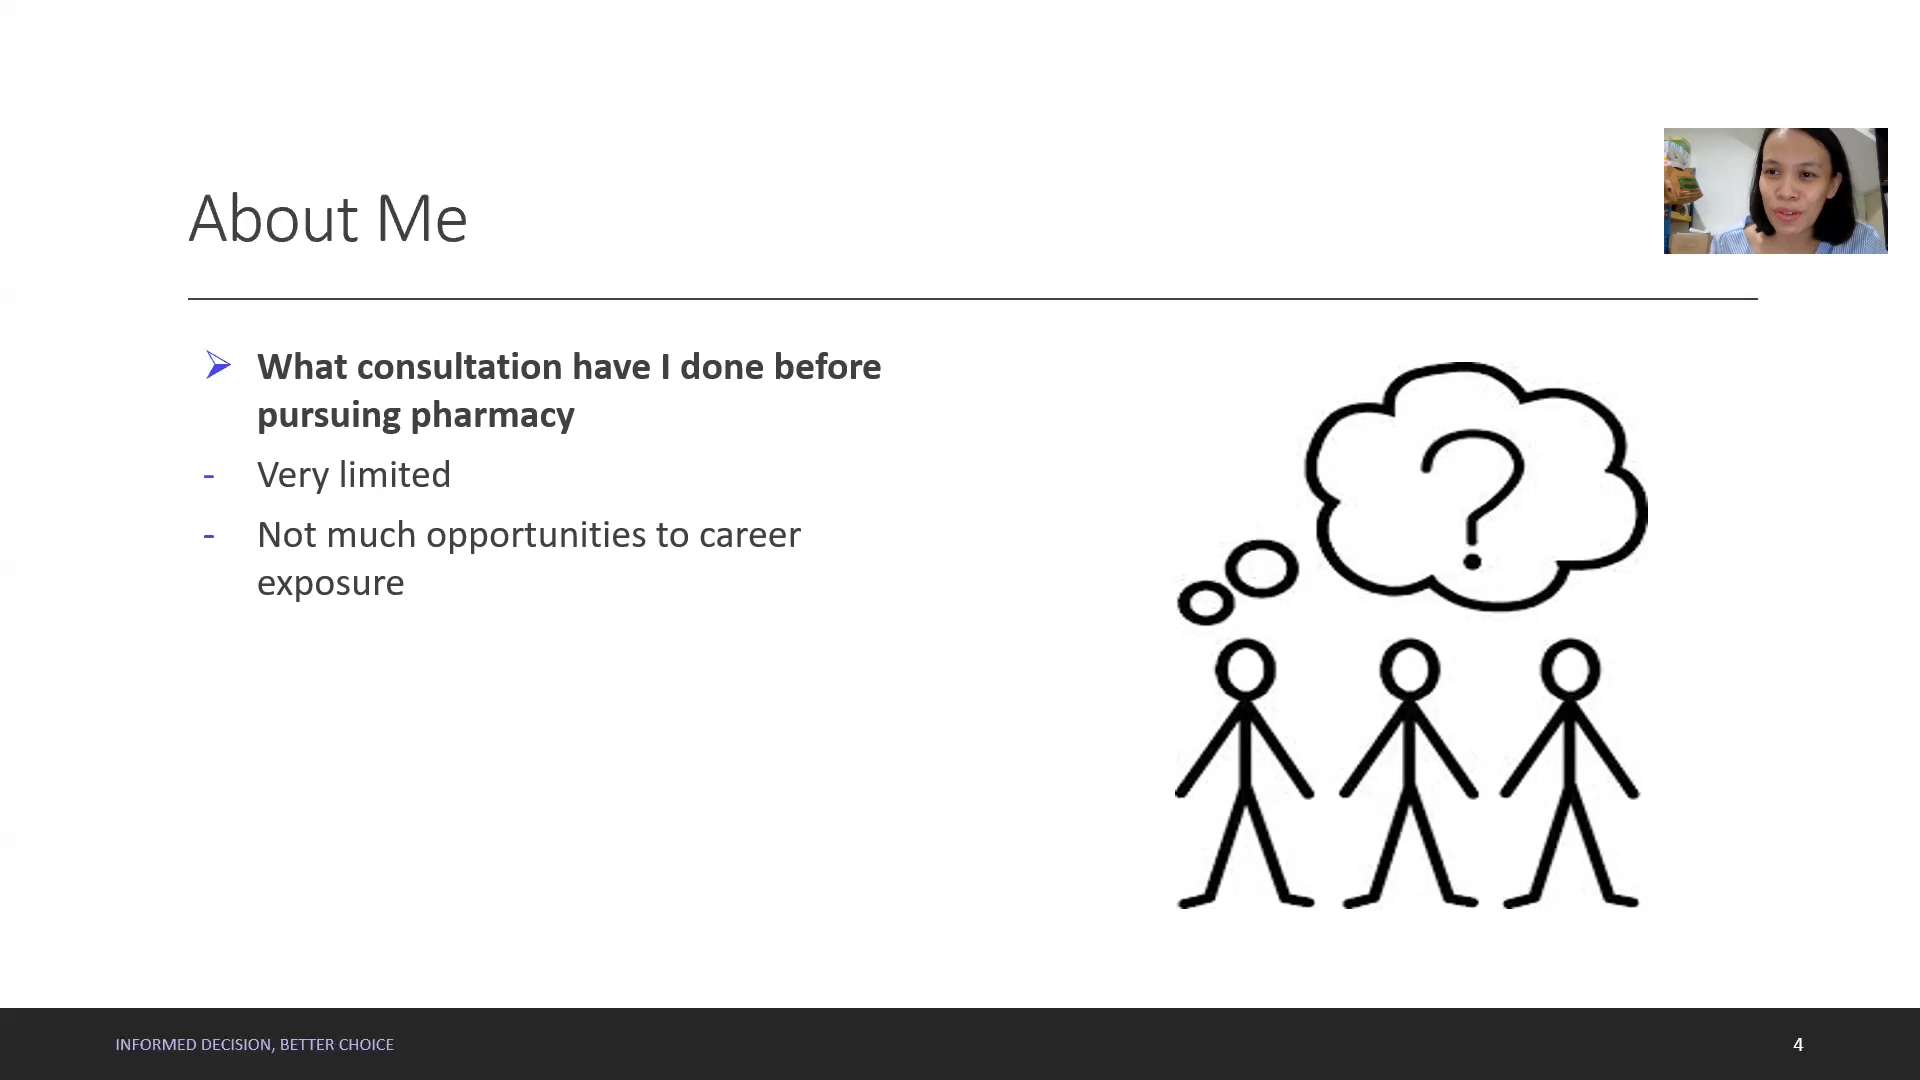 About Me
What consultation have I done before
pursuing pharmacy
- Very limited
- Not much opportunities to career
exposure
?
INFORMED DECISION, BETTER CHOICE
4